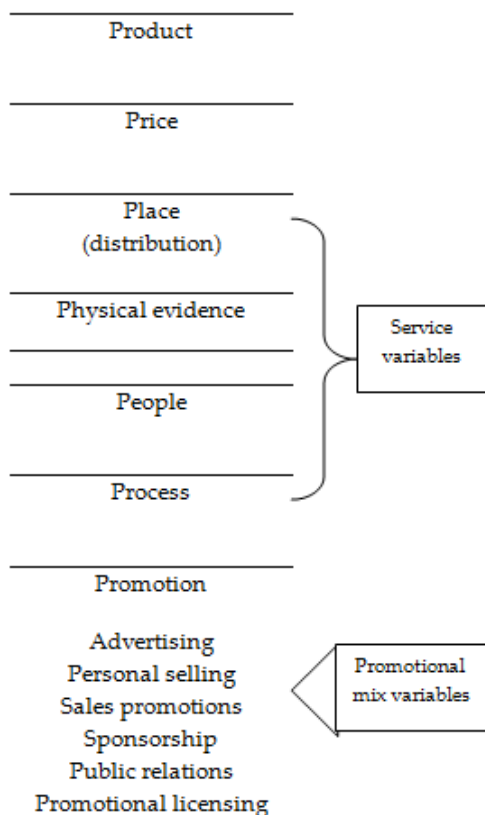 Product
Price
Place
(distribution)
Physical evidence
Service
variables
People
Process
Promotion
Advertising
Personal selling
Sales promotions
Sponsorship
Public relations
Promotional licensing
Promotional
mix variables